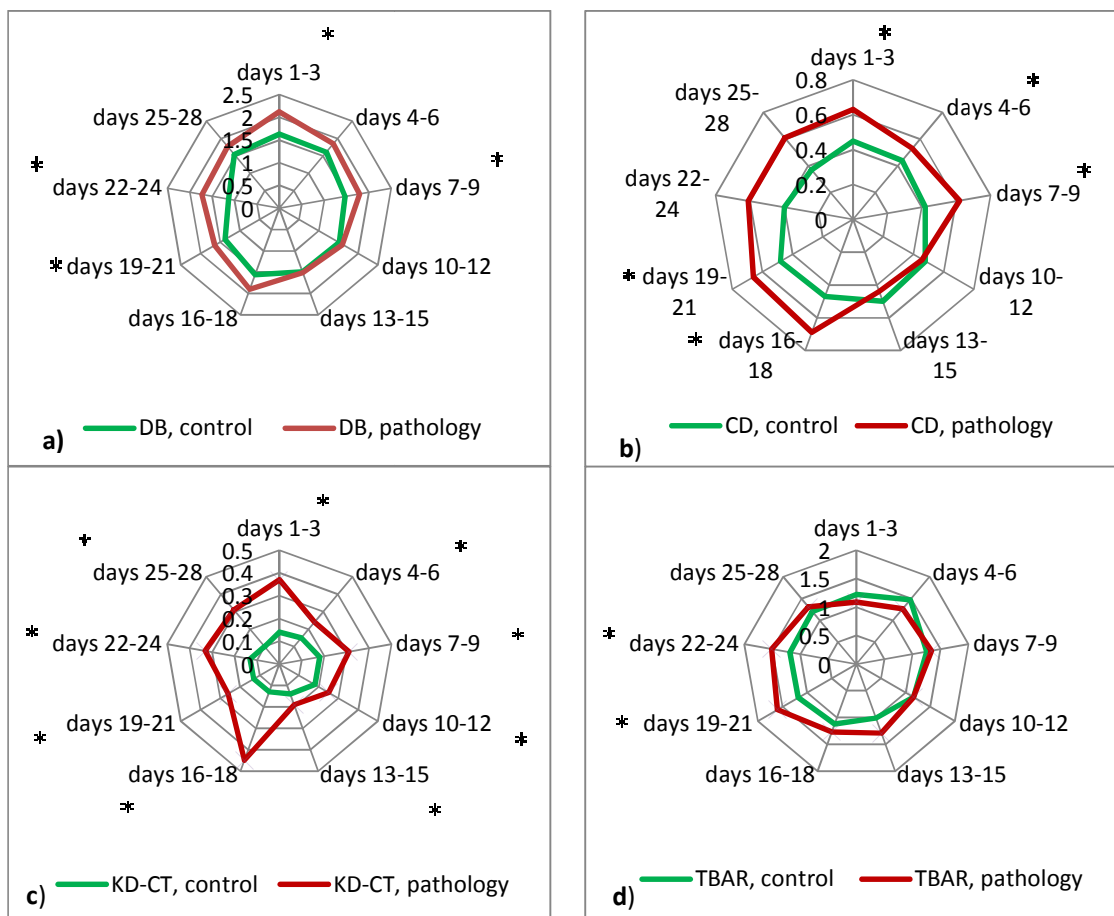 *
days 1-3
2.5
days 25-28
days 4-6
2
1.5
*
*
1
days 22-24
days 7-9
0.5
0
*
days 19-21
days 10-12
days 16-18
days 13-15
DB, control
DB, pathology
a)
*
days 1-3
0.8
*
days 25-
28
days 4-6
0.6
0.4
*
days 22-
24
days 7-9
0.2
0
*
days 19-
21
days 10-
12
*
days 16-
18
days 13-
15
CD, control
CD, pathology
b)
*
days 1-3
*
*
0.5
days 25-28
days 4-6
0.4
0.3
*
*
days 22-24
days 7-9
0.2
0.1
0
days 19-21
days 10-12
*
*
days 16-18
days 13-15
*
*
KD-CT, control
KD-CT, pathology
c)
days 1-3
2
days 25-28
days 4-6
1.5
1
*
days 22-24
days 7-9
0.5
0
days 19-21
days 10-12
*
days 16-18
days 13-15
TBAR, control
TBAR, pathology
d)